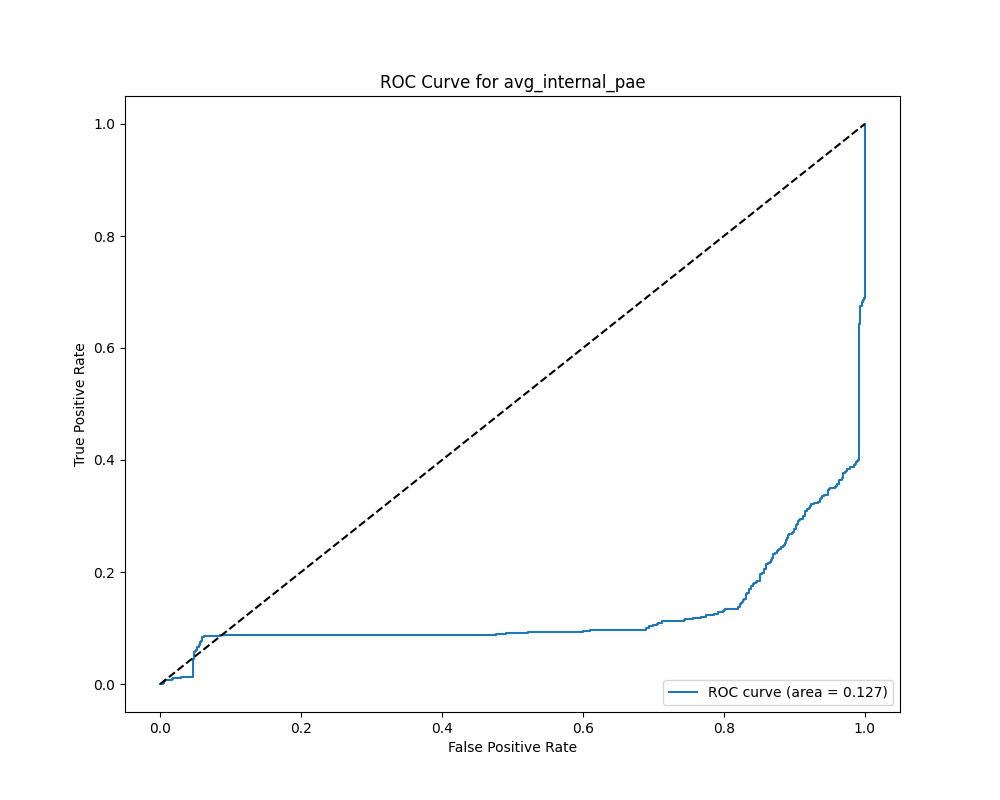 ROC Curve for avg_internal_pae
True Positive Rate
1.0
0.8
0.6
0.4
0.2
0.0
0.0 0.2 0.4 0.6 0.8 1.0
False Positive Rate
ROC curve (area = 0.127)